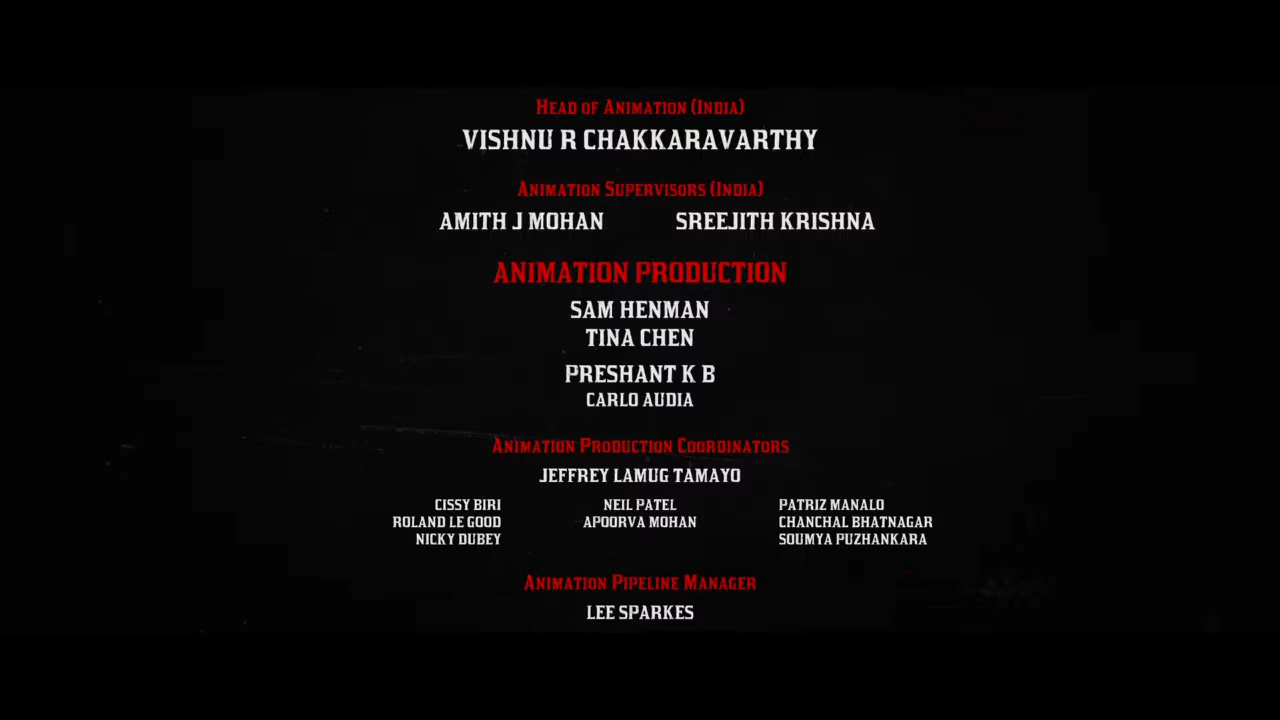 Head of Animation (India)
VISHNU R CHAKKARAVARTHY
Animation Supervisors (India)
AMITH J MOHAN SREEJITH KRISHNA
ANIMATION PRODUCTION
SAM HENMAN
TINA CHEN
PRESHANT K B
CARLO AUDIA
Animation Production Coordinators
JEFFREY LAMUG TAMAYO
CISSY BIRI NEIL PATEL PATRIZ MANALO
ROLAND LE GOOD APOORVA MOHAN CHANCHAL BHATNAGAR
NICKY DUBEY SOUMYA PUZHANKARA
Animation Pipeline Manager
LEE SPARKES